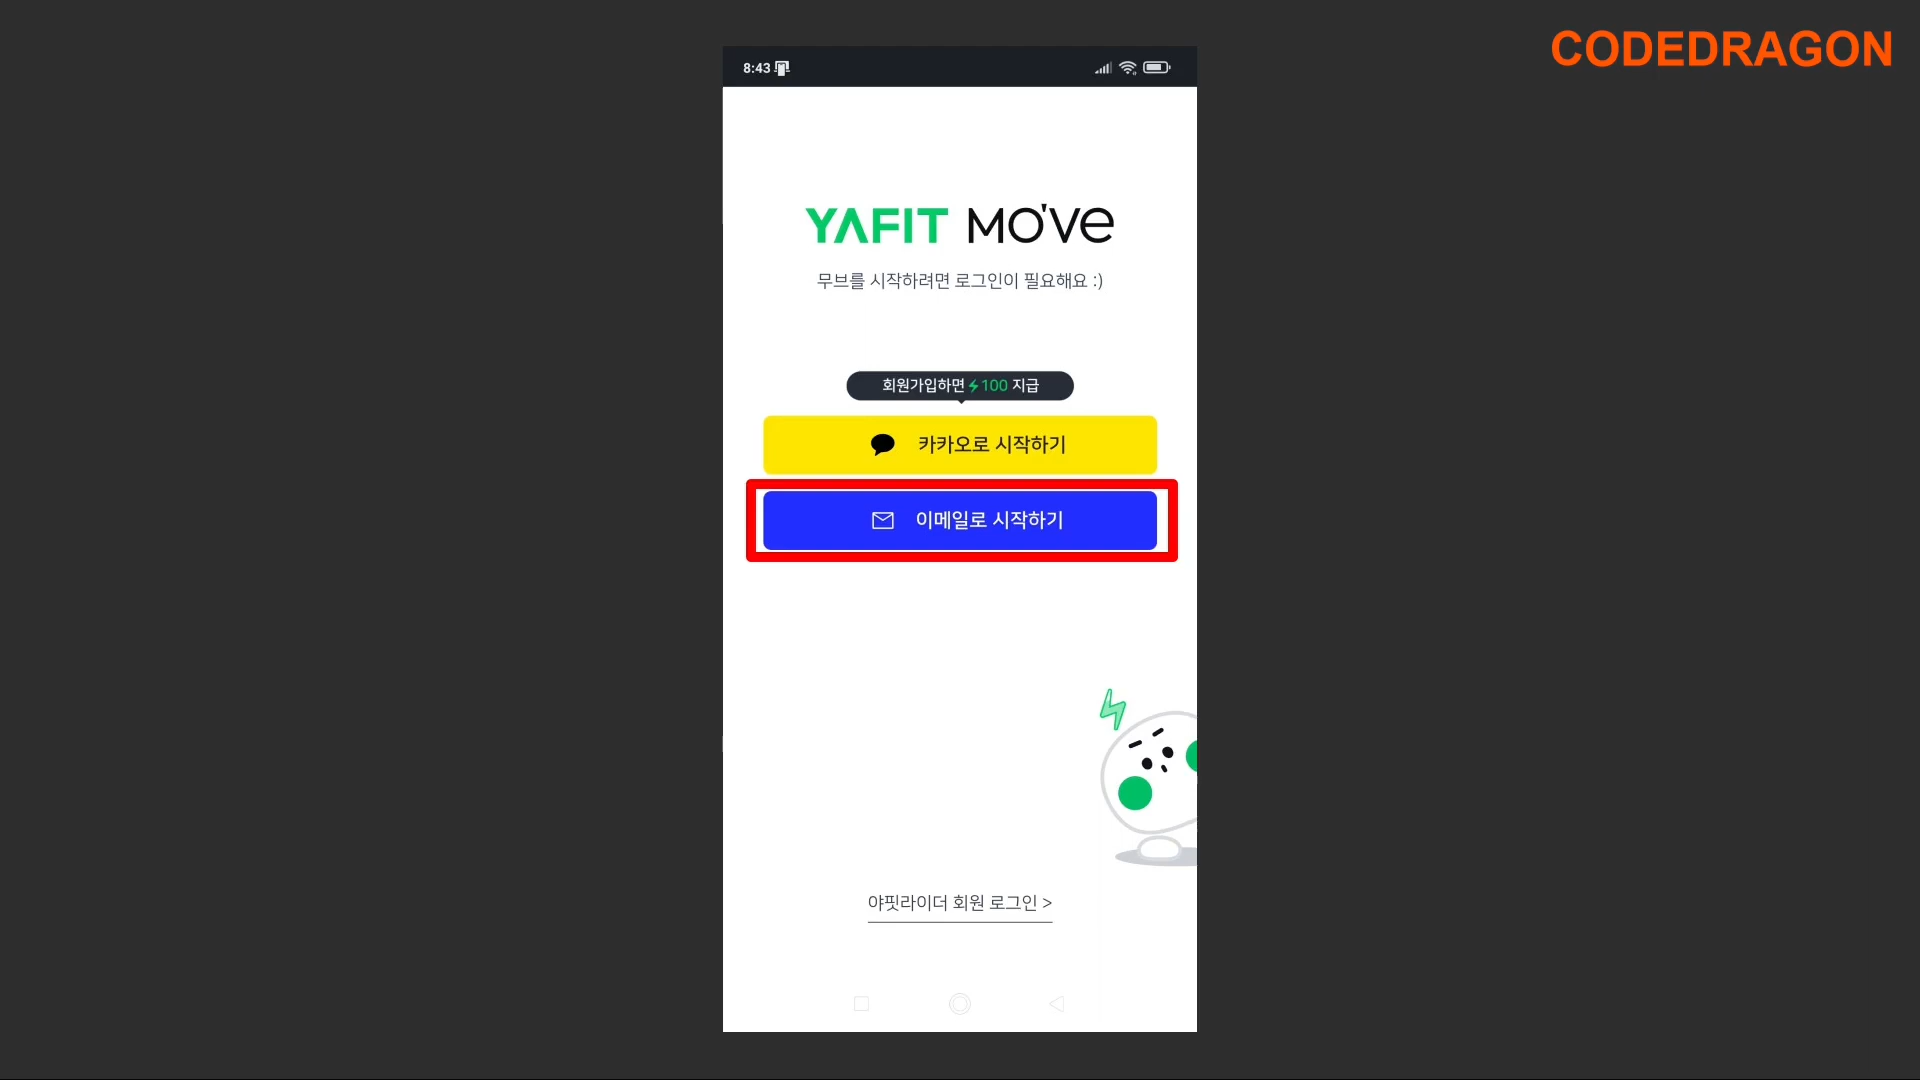 CODEDRAGON
8:43
YAFIT MO'VE
무브를 시작하려면 로그인이 필요해요 :)
회원가입하면 100 지급
카카오로 시작하기
이메일로 시작하기
야핏라이더 회원 로그인 >